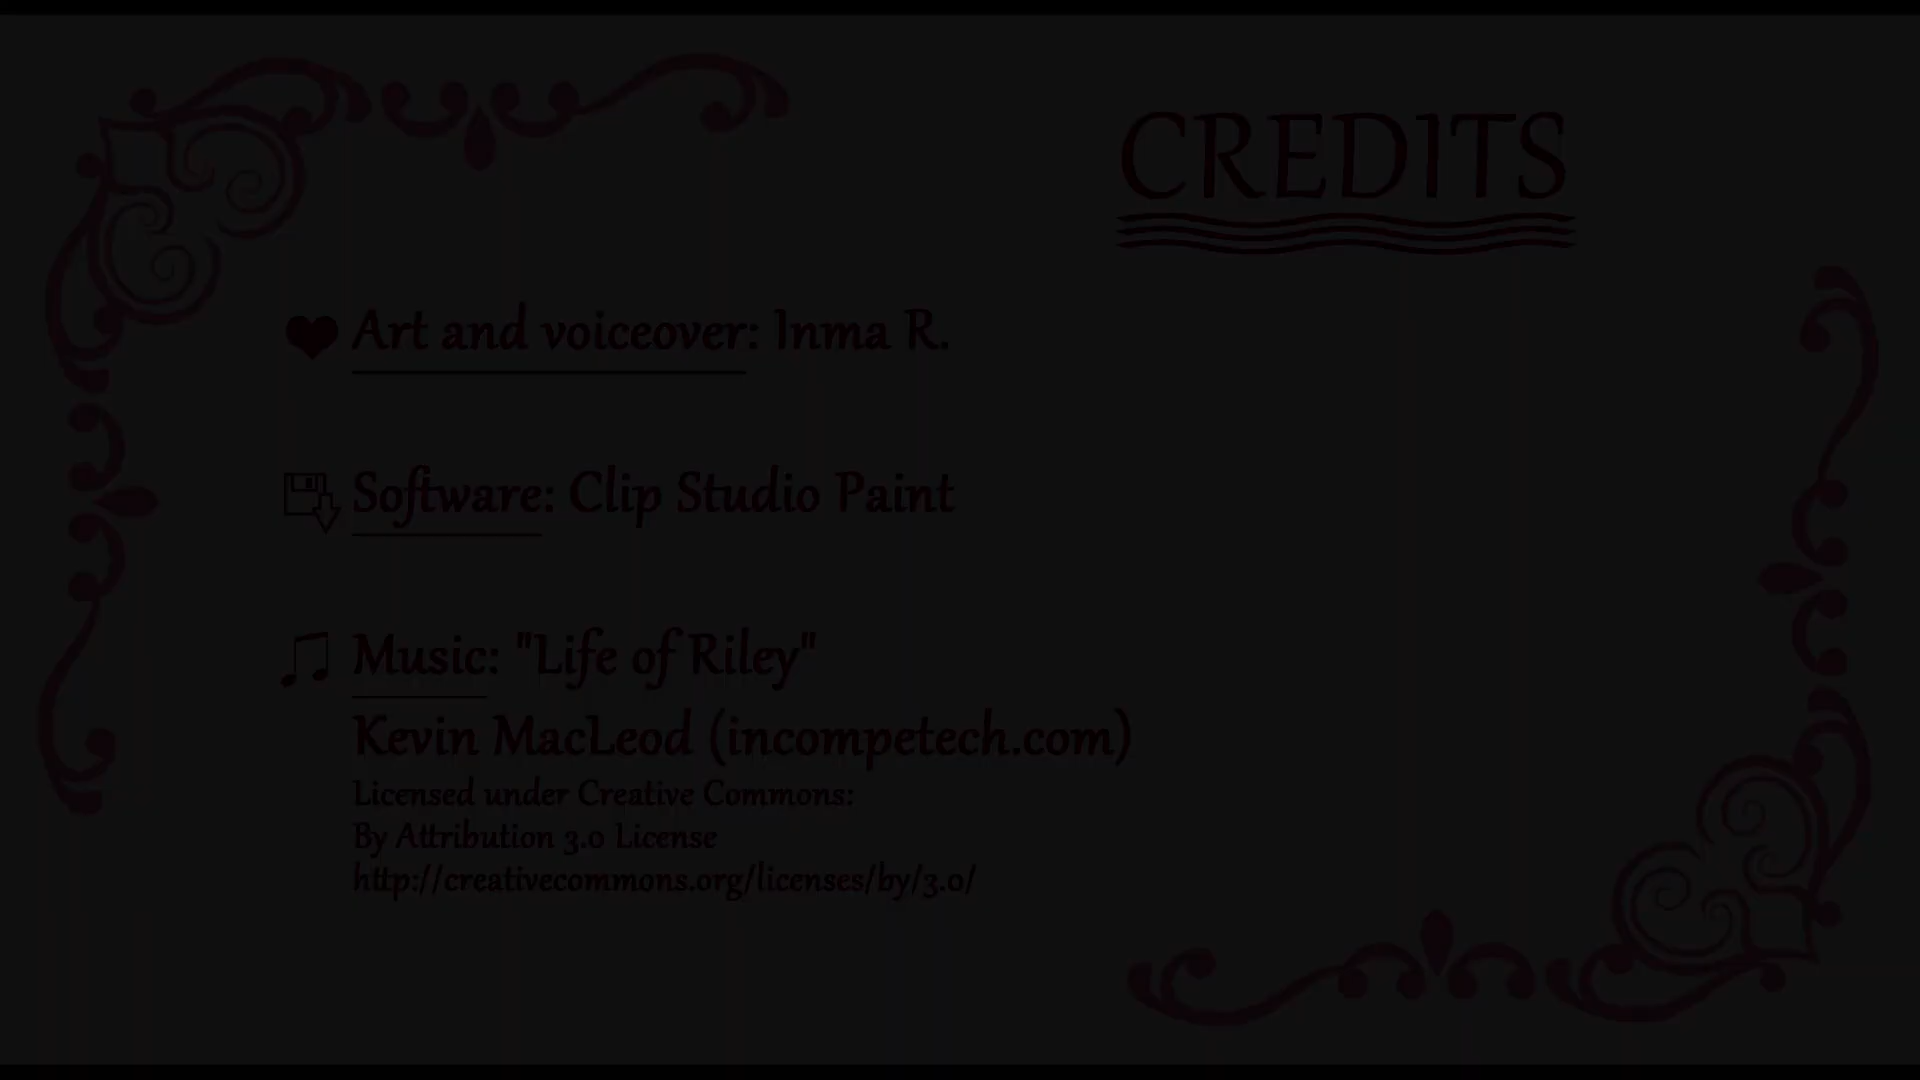 CREDITS
Art and voiceover: Inma R.
Software: Clip Studio Paint
Music: "Life of Riley"
Kevin MacLeod (incompetech.com)
Licensed under Creative Commons:
By Attribution 3.0 License
http://creativecommons.org/licenses/by/3.0/